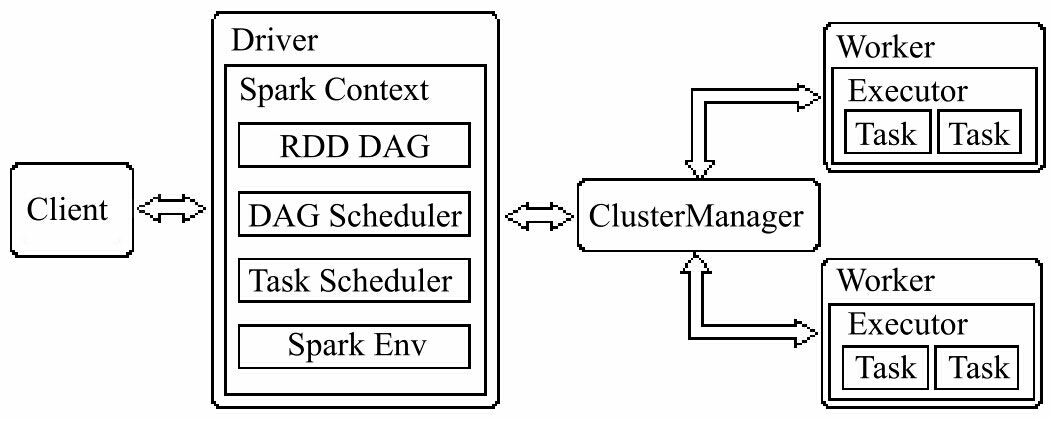 Client
Driver
Spark Context
RDD DAG
DAG Scheduler
Task Scheduler
Spark Env
ClusterManager
Worker
Executor
Task Task
Worker
Executor
Task Task